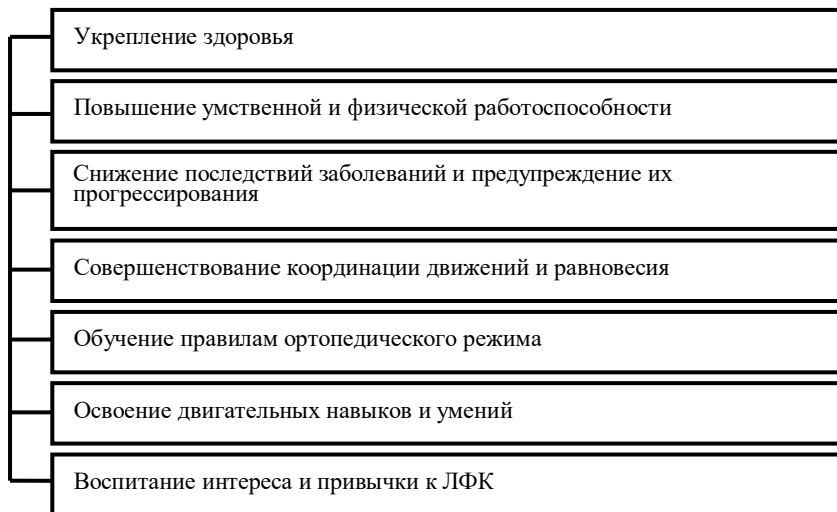 Укрепление здоровья
Повышение умственной и физической работоспособности
Снижение последствий заболеваний и предупреждение их
прогрессирования
Совершенствование координации движений и равновесия
Обучение правилам ортопедического режима
Освоение двигательных навыков и умений
Воспитание интереса и привычки к ЛФК